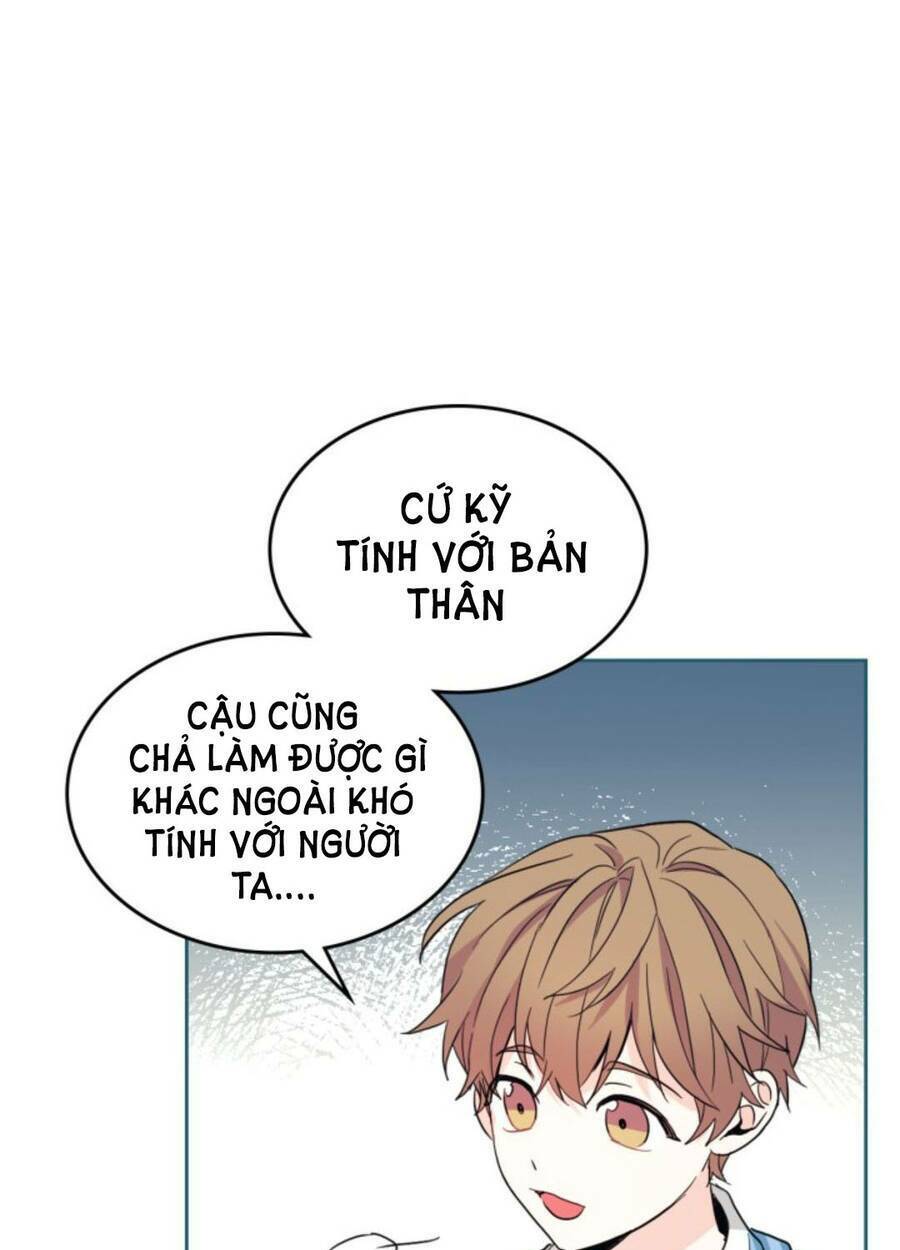 CỨ KỸ
TÍNH VỚI BẢN
THÂN
CẬU CŨNG
CHẢ LÀM ĐƯỢC GÌ
KHÁC NGOÀI KHÓ
TÍNH VỚI NGƯỜI
TA....